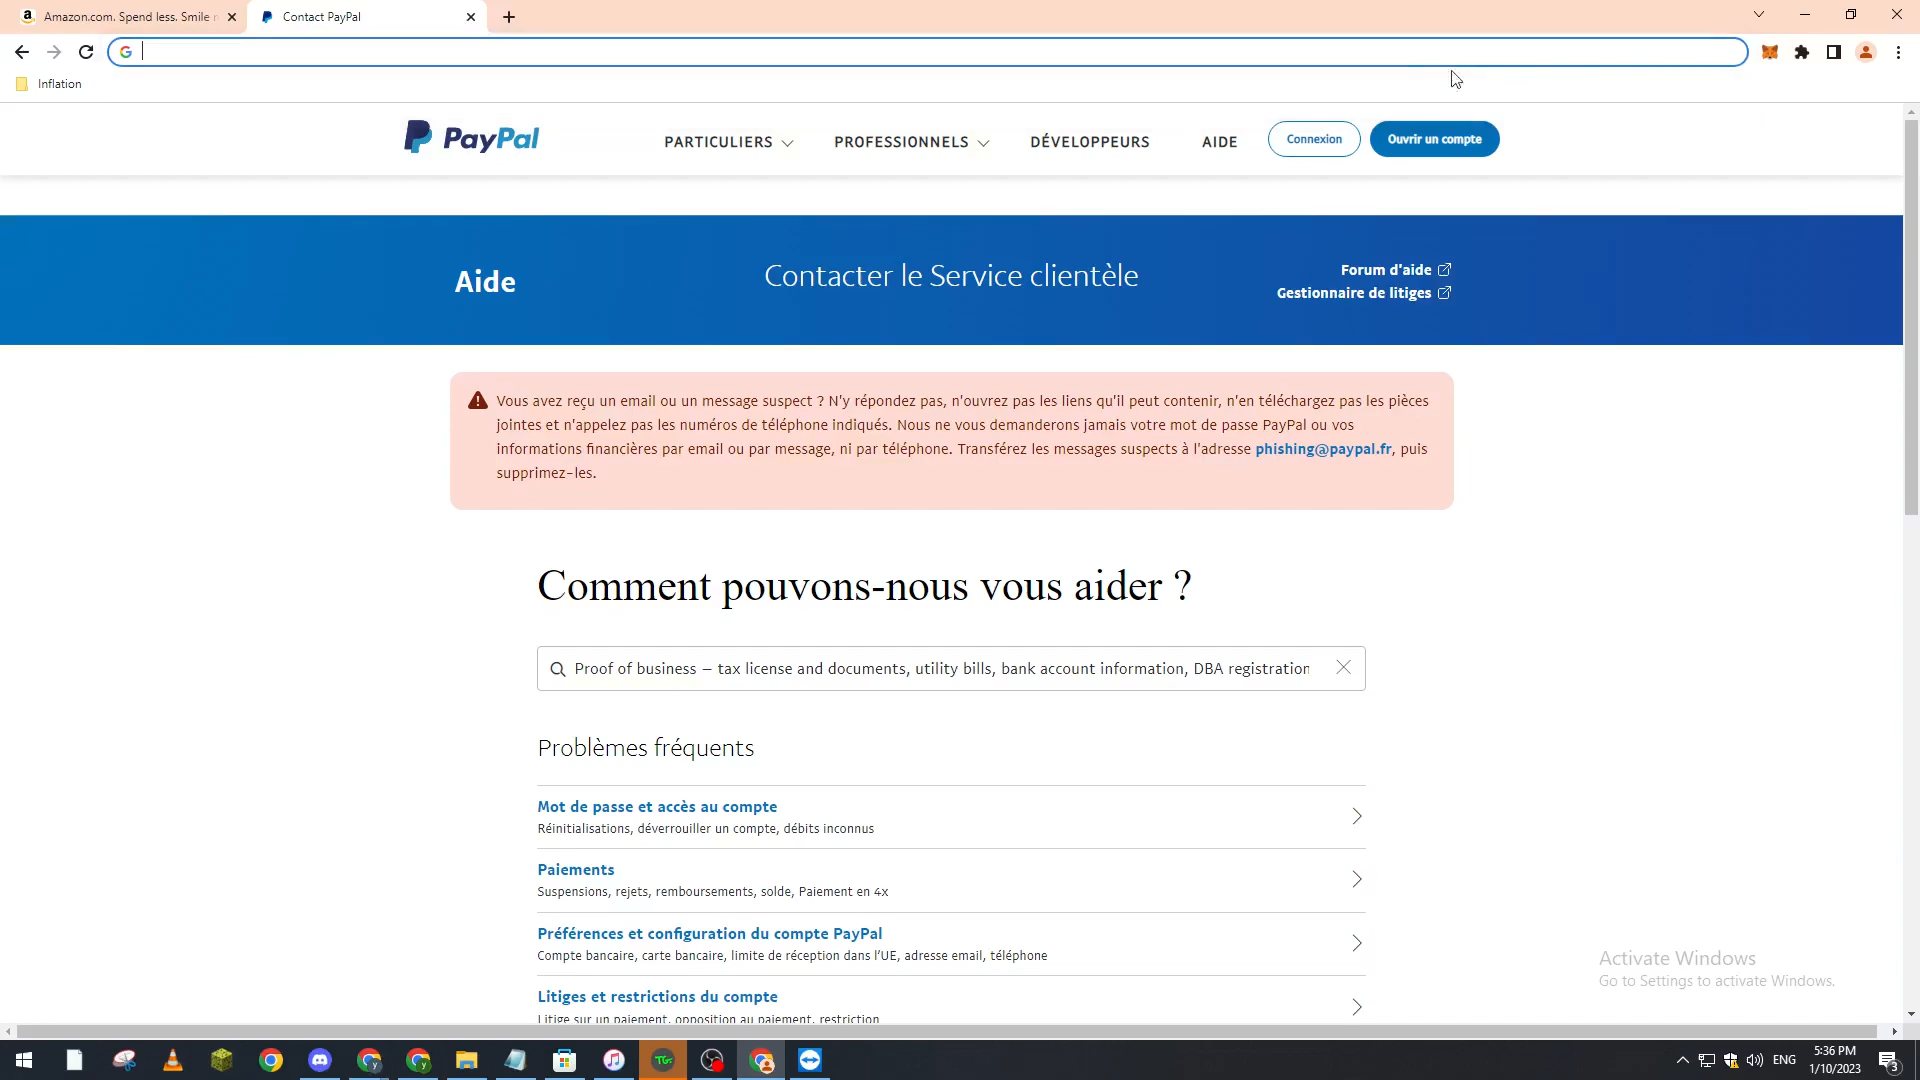 Amazon.com. Spend less. Smile
Contact PayPal
Inflation
PayPal
PARTICULIERS
PROFESSIONNELS
DÉVELOPPEURS
AIDE
Connexion
Ouvrir un compte
Aide
Contacter le Service clientèle
Forum d'aide
Gestionnaire de litiges
Vous avez reçu un email ou un message suspect ? N'y répondez pas, n'ouvrez pas les liens qu'il peut contenir, n'en téléchargez pas les pièces
jointes et n'appelez pas les numéros de téléphone indiqués. Nous ne vous demanderons jamais votre mot de passe PayPal ou vos
informations financières par email ou par message, ni par téléphone. Transférez les messages suspects à l'adresse phishing@paypal.fr, puis
supprimez-les.
Comment pouvons-nous vous aider ?
Proof of business – tax license and documents, utility bills, bank account information, DBA registration
Problèmes fréquents
Mot de passe et accès au compte
Réinitialisations, déverrouiller un compte, débits inconnus
Paiements
Suspensions, rejets, remboursements, solde, Paiement en 4x
Préférences et configuration du compte PayPal
Compte bancaire, carte bancaire, limite de réception dans l'UE, adresse email, téléphone
Litiges et restrictions du compte
Litige sur un paiement, opposition au paiement, restriction
Activate Windows
Go to Settings to activate Windows.
ENG
5:36 PM
1/10/2023
3